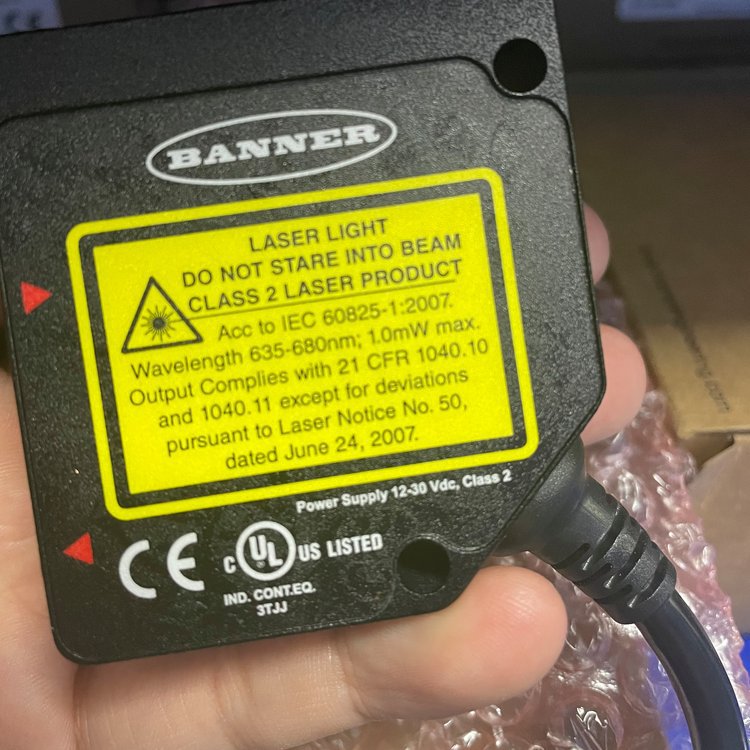 BANNER
LASER LIGHT
DO NOT STARE INTO BEAM
CLASS 2 LASER PRODUCT
Acc to IEC 60825-1:2007.
Wavelength 635-680nm; 1.0mW max.
Output Complies with 21 CFR 1040.10
and 1040.11 except for deviations
pursuant to Laser Notice No. 50,
dated June 24, 2007.
Power Supply 12-30 Vdc, Class 2
CE
C UL US LISTED
IND. CONT.EQ.
3TJJ